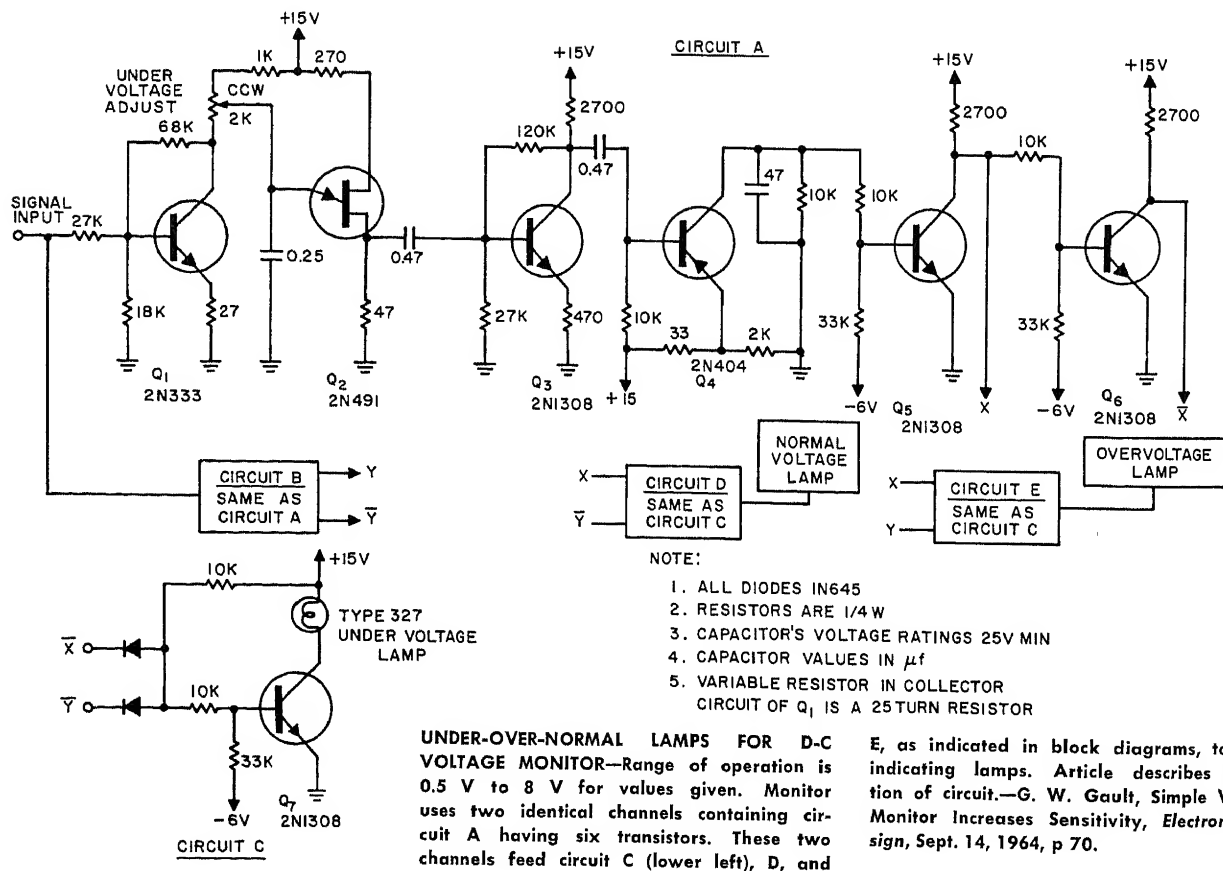 CIRCUIT A
+15V
1K
270
UNDER
VOLTAGE
ADJUST
CCW
2K
68K
SIGNAL
INPUT
27K
18K
27
0.25
0.47
47
Q1
2N333
Q2
2N491
+15V
2700
120K
0.47
27K
470
10K
+15
Q3
2N1308
33
2K
2N404
Q4
47
10K
10K
33K
-6V
+15V
2700
Q5
2N1308
X
10K
33K
-6V
+15V
2700
Q6
2N1308
X̅
CIRCUIT B
SAME AS
CIRCUIT A
Y
Y̅
X
Y̅
CIRCUIT D
SAME AS
CIRCUIT C
NORMAL
VOLTAGE
LAMP
X
Y
CIRCUIT E
SAME AS
CIRCUIT C
OVERVOLTAGE
LAMP
+15V
10K
TYPE 327
UNDER VOLTAGE
LAMP
X̅
Y̅
10K
33K
-6V
Q7
2N1308
CIRCUIT C
NOTE:
1. ALL DIODES IN645
2. RESISTORS ARE 1/4 W
3. CAPACITOR'S VOLTAGE RATINGS 25V MIN
4. CAPACITOR VALUES IN μf
5. VARIABLE RESISTOR IN COLLECTOR
CIRCUIT OF Q1 IS A 25 TURN RESISTOR
UNDER-OVER-NORMAL LAMPS FOR D-C
VOLTAGE MONITOR—Range of operation is
0.5 V to 8 V for values given. Monitor
uses two identical channels containing cir-
cuit A having six transistors. These two
channels feed circuit C (lower left), D, and
E, as indicated in block diagrams, to
indicating lamps. Article describes
tion of circuit.—G. W. Gault, Simple V
Monitor Increases Sensitivity, Electron
sign, Sept. 14, 1964, p 70.